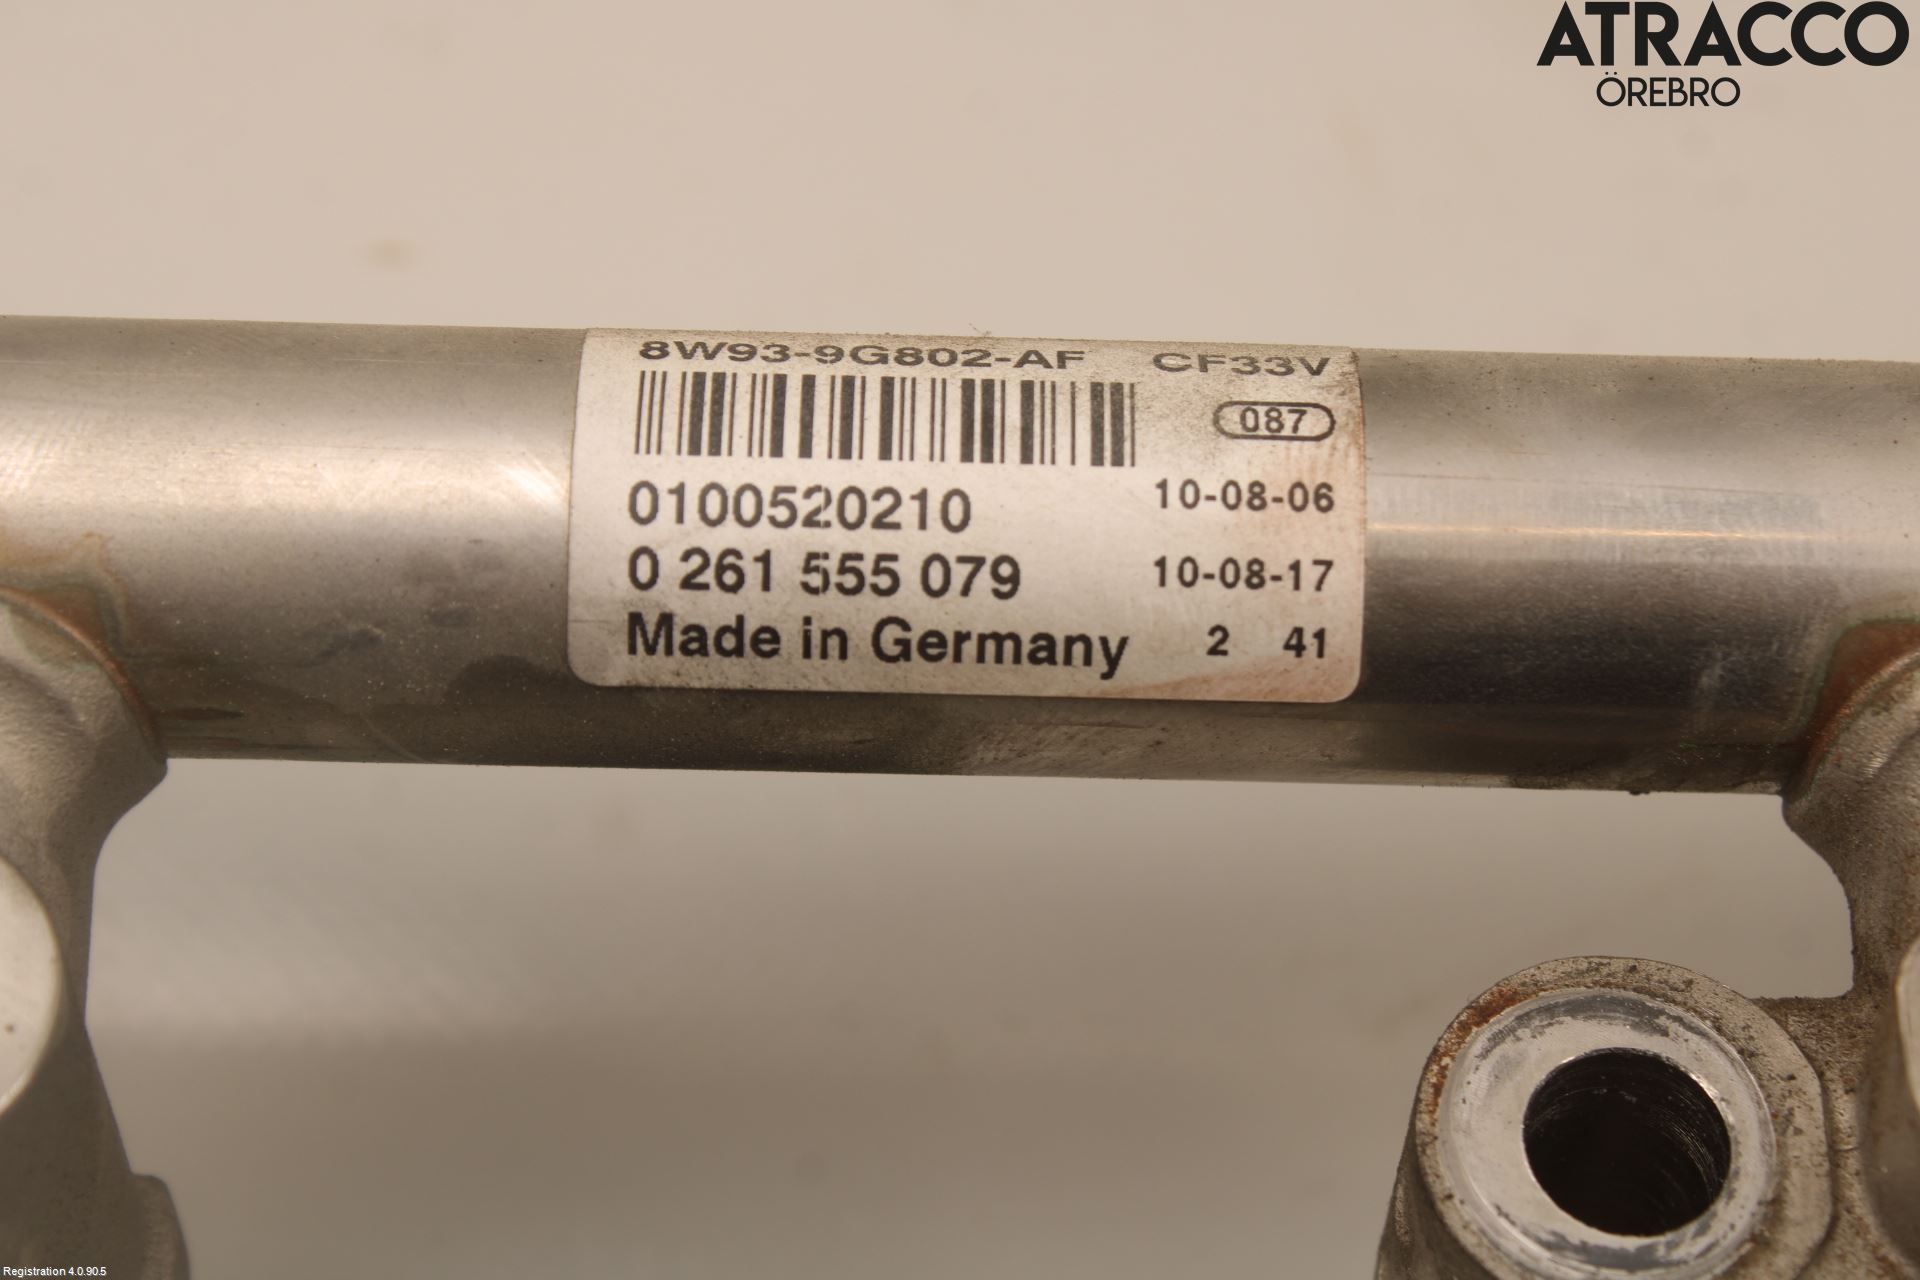 ATRACCO
ÖREBRO
8W93-9G802-AF CF33V
087
0100520210 10-08-06
0 261 555 079 10-08-17
Made in Germany 2 41
Registration 4.0.90.5